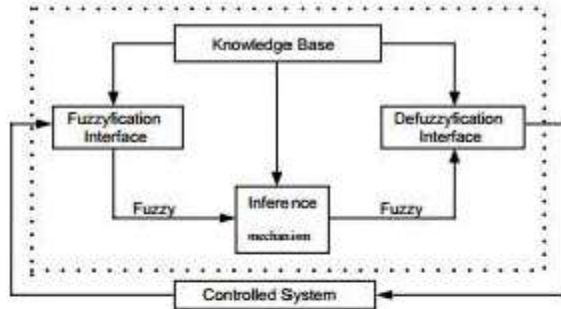 Knowledge Base
Fuzzyfication
Interface
Defuzzyfication
Interface
Fuzzy
Inference
mechanism
Fuzzy
Controlled System